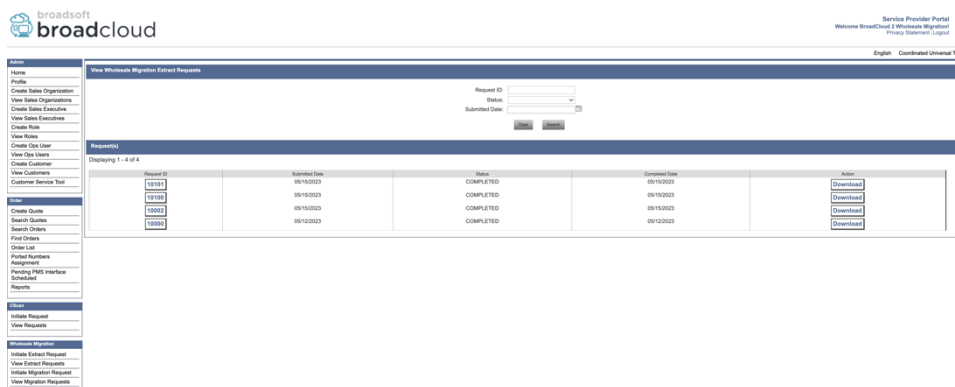 broadsoft
broadcloud
Service Provider Portal
Welcome BroadCloud 2 Wholesale Migration!
Privacy Statement Logout
English Coordinated Universal T
Admin
Home
Profile
Create Sales Organization
View Sales Organizations
Create Sales Executive
View Sales Executives
Create Role
View Roles
Create Ops User
View Ops Users
Create Customer
View Customers
Customer Service Tool
Order
Create Quote
Search Quotes
Search Orders
Find Orders
Order List
Ported Numbers
Assignment
Pending PMS Interface
Scheduled
Reports
CScan
Initiate Request
View Requests
Wholesale Migration
Initiate Extract Request
View Extract Requests
Initiate Migration Request
View Migration Requests
View Wholesale Migration Extract Requests
Request ID:
Status:
Submitted Date:
Clear Search
Request(s)
Displaying 1 - 4 of 4
Request ID Submitted Date Status Completed Date Action
10101 05/15/2023 COMPLETED 05/15/2023 Download
10100 05/15/2023 COMPLETED 05/15/2023 Download
10002 05/15/2023 COMPLETED 05/15/2023 Download
10000 05/12/2023 COMPLETED 05/12/2023 Download